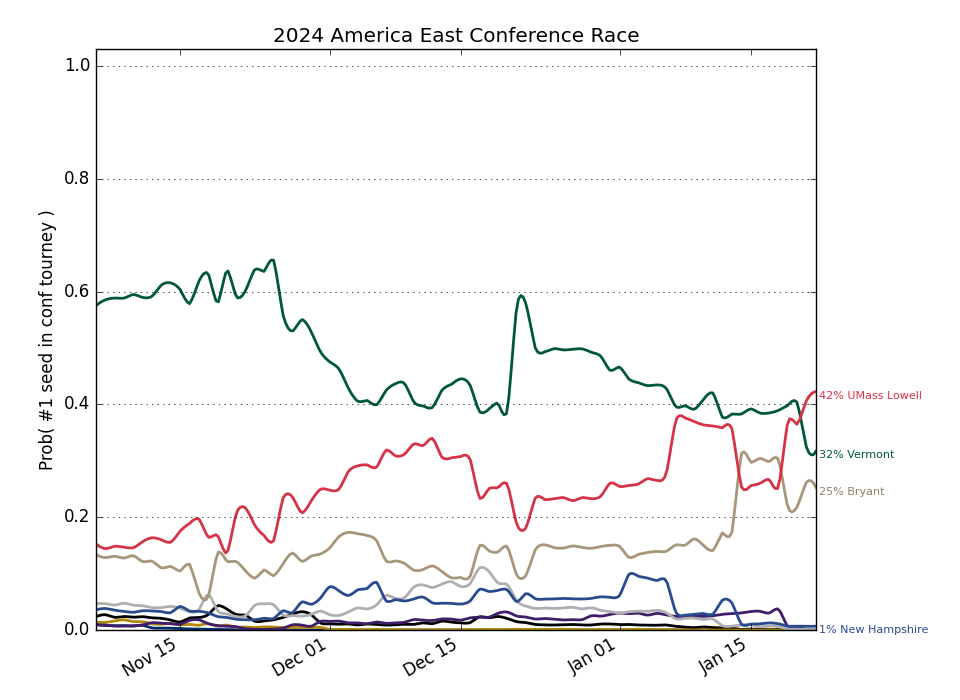 2024 America East Conference Race
Prob( #1 seed in conf tourney )
1.0
0.8
0.6
0.4
0.2
0.0
42% UMass Lowell
32% Vermont
25% Bryant
1% New Hampshire
Nov 15
Dec 01
Dec 15
Jan 01
Jan 15